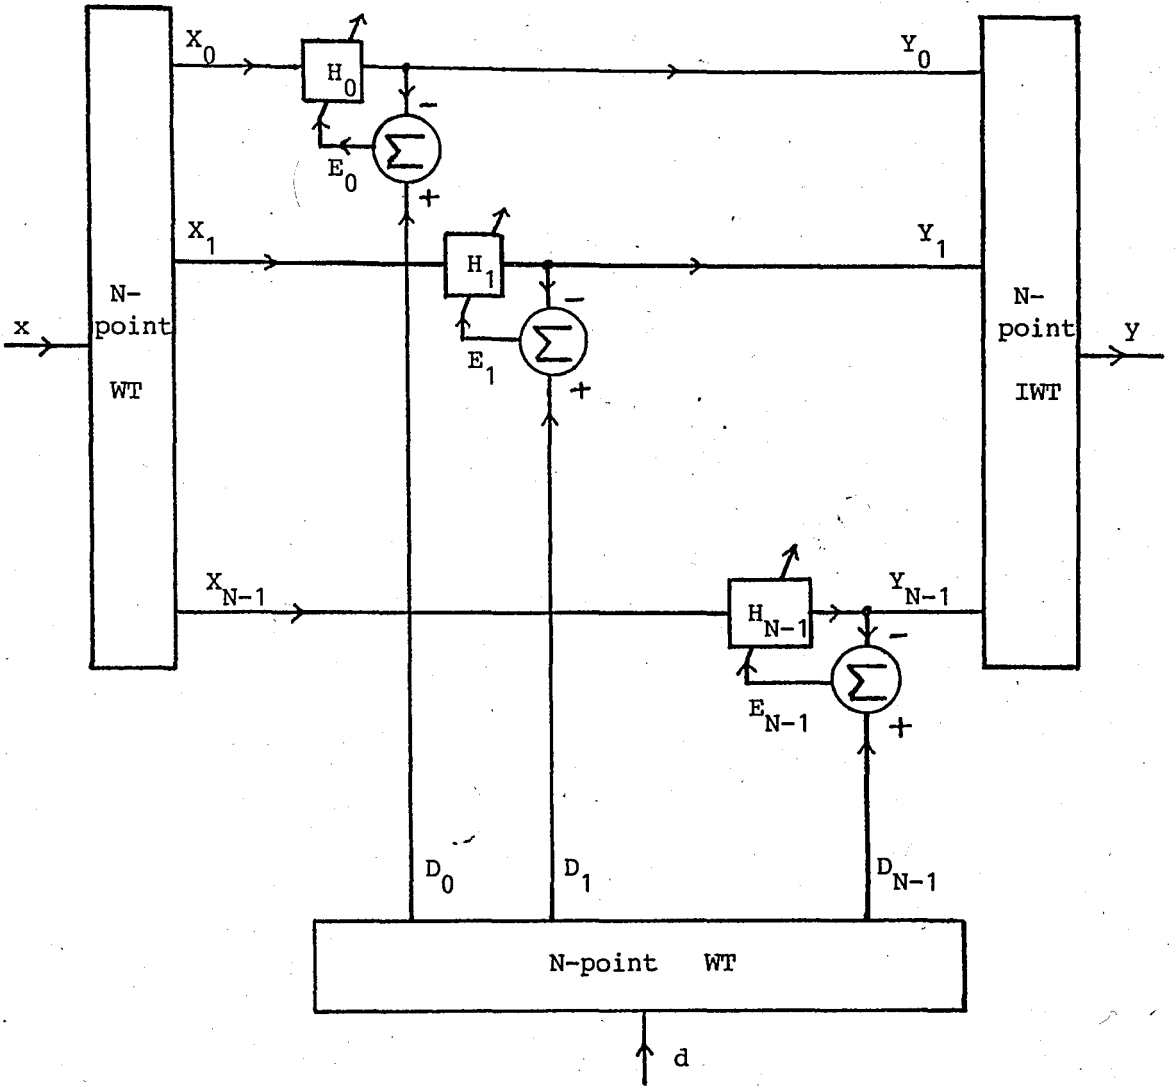 X0
H0
Y0
−
Σ
E0
+
X1
H1
Y1
−
Σ
E1
+
N-
point
WT
x
N-
point
IWT
y
XN-1
HN-1
YN-1
−
Σ
EN-1
+
D0
D1
DN-1
N-point WT
d